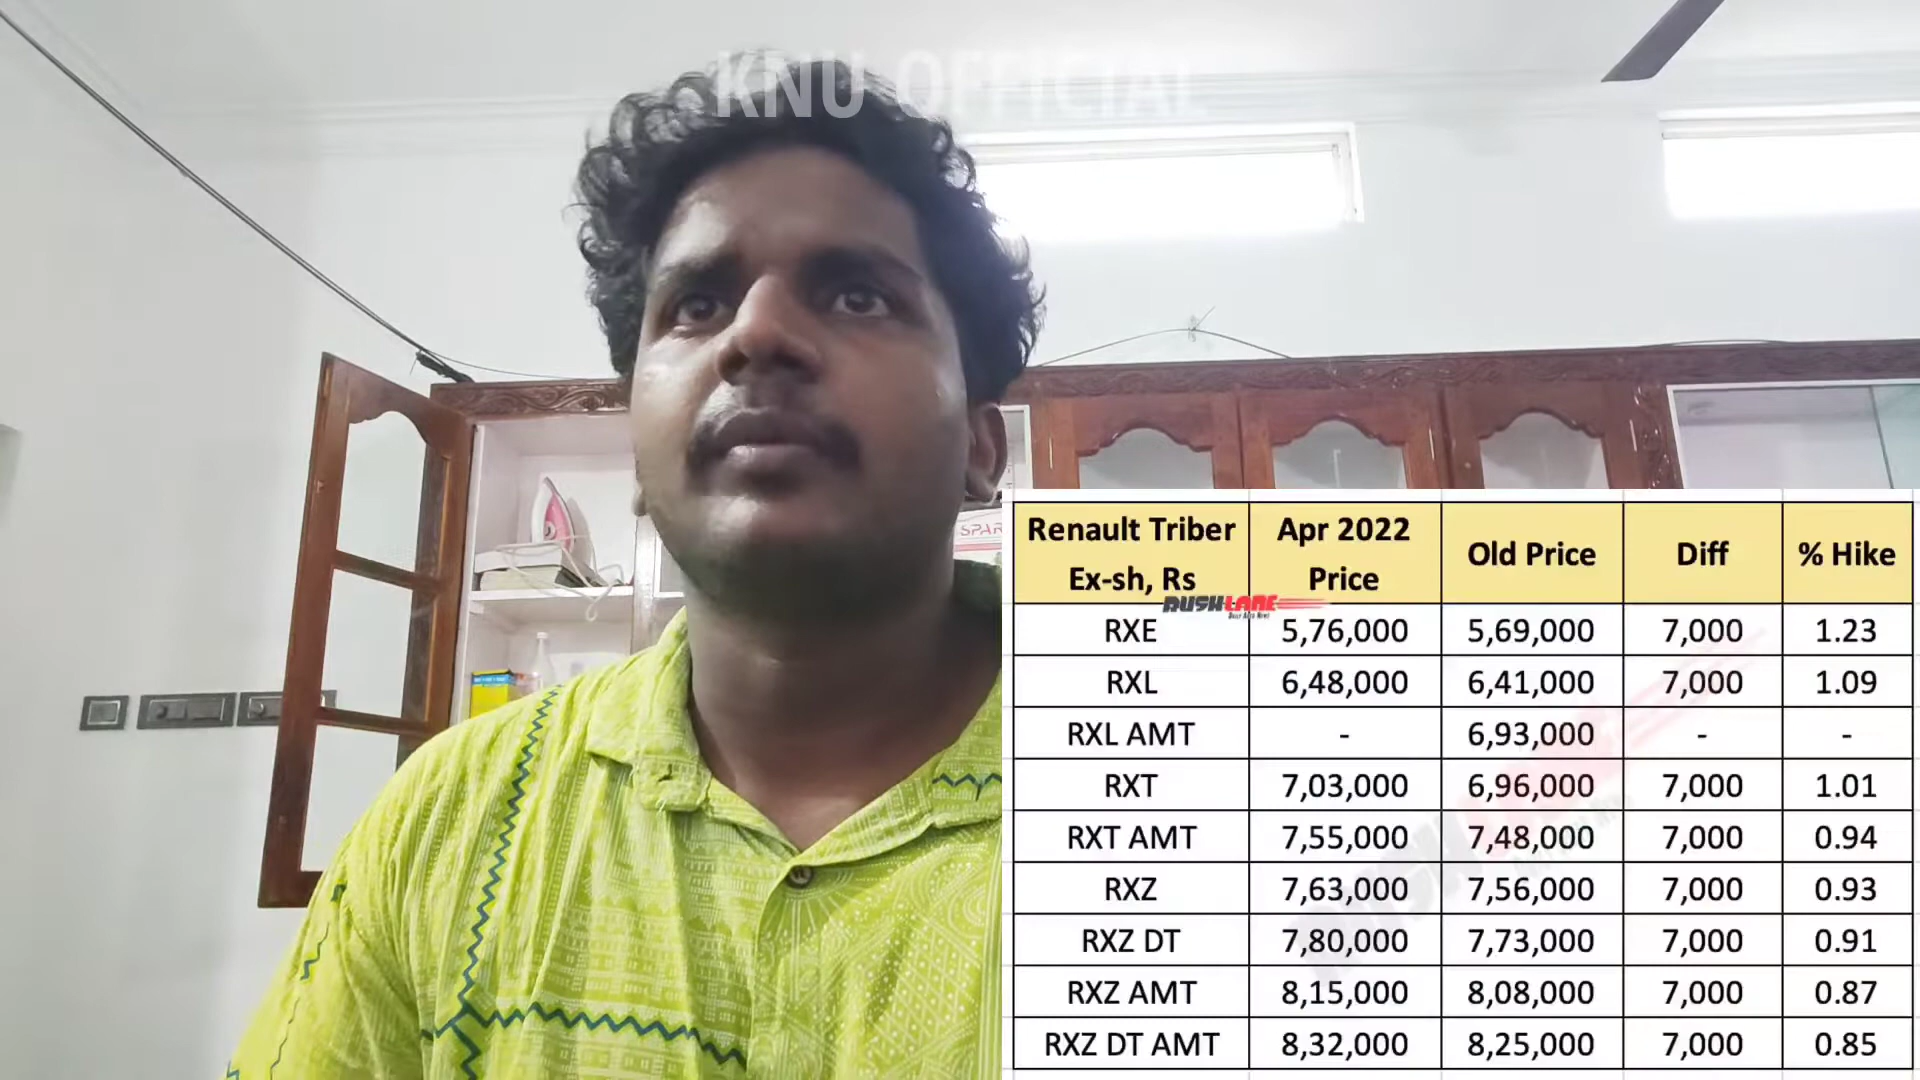 KNU OFFICIAL
SPAR
Renault Triber Ex-sh, Rs | Apr 2022 Price | Old Price | Diff | % Hike
RUSHLANE
DAILY AUTO NEWS
RXE | 5,76,000 | 5,69,000 | 7,000 | 1.23
RXL | 6,48,000 | 6,41,000 | 7,000 | 1.09
RXL AMT | - | 6,93,000 | - | -
RXT | 7,03,000 | 6,96,000 | 7,000 | 1.01
RXT AMT | 7,55,000 | 7,48,000 | 7,000 | 0.94
RXZ | 7,63,000 | 7,56,000 | 7,000 | 0.93
RXZ DT | 7,80,000 | 7,73,000 | 7,000 | 0.91
RXZ AMT | 8,15,000 | 8,08,000 | 7,000 | 0.87
RXZ DT AMT | 8,32,000 | 8,25,000 | 7,000 | 0.85
RUSHLANE